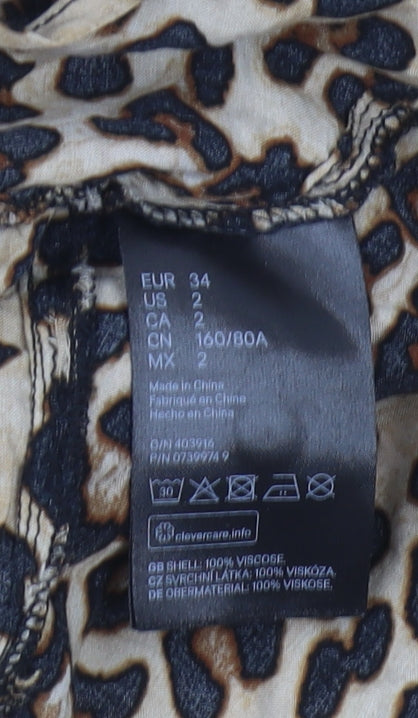 EUR 34
US 2
CA 2
CN 160/80A
MX 2
Made in China
Fabriqué en Chine
Hecho en China
O/N 403916
P/N 0739974 9
30
clevercare.info
GB SHELL: 100% VISCOSE.
CZ SVRCHNÍ LÁTKA: 100% VISKÓZA.
DE OBERMATERIAL: 100% VISKOSE.